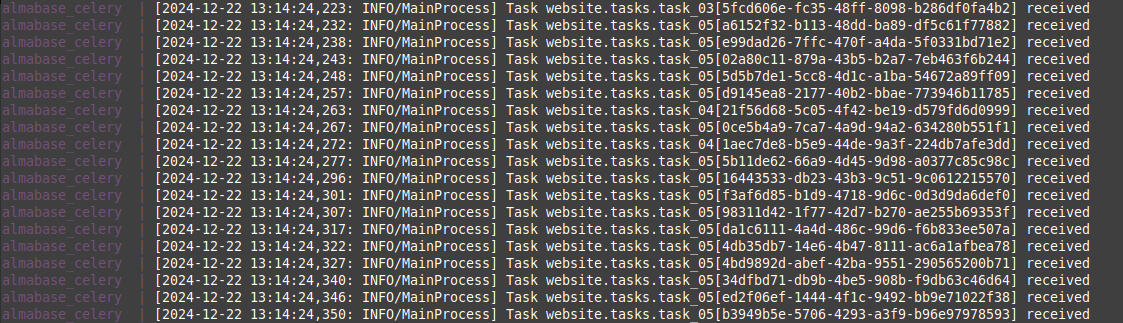 almabase_celery | [2024-12-22 13:14:24,223: INFO/MainProcess] Task website.tasks.task_03[5fcd606e-fc35-48ff-8098-b286df0fa4b2] received
almabase_celery | [2024-12-22 13:14:24,232: INFO/MainProcess] Task website.tasks.task_05[a6152f32-b113-48dd-ba89-df5c61f77882] received
almabase_celery | [2024-12-22 13:14:24,238: INFO/MainProcess] Task website.tasks.task_05[e99dad26-7ffc-470f-a4da-5f0331bd71e2] received
almabase_celery | [2024-12-22 13:14:24,243: INFO/MainProcess] Task website.tasks.task_05[02a80c11-879a-43b5-b2a7-7eb463f6b244] received
almabase_celery | [2024-12-22 13:14:24,248: INFO/MainProcess] Task website.tasks.task_05[5d5b7de1-5cc8-4d1c-a1ba-54672a89ff09] received
almabase_celery | [2024-12-22 13:14:24,257: INFO/MainProcess] Task website.tasks.task_05[d9145ea8-2177-40b2-bbae-773946b11785] received
almabase_celery | [2024-12-22 13:14:24,263: INFO/MainProcess] Task website.tasks.task_04[21f56d68-5c05-4f42-be19-d579fd6d0999] received
almabase_celery | [2024-12-22 13:14:24,267: INFO/MainProcess] Task website.tasks.task_05[0ce5b4a9-7ca7-4a9d-94a2-634280b551f1] received
almabase_celery | [2024-12-22 13:14:24,272: INFO/MainProcess] Task website.tasks.task_04[1aec7de8-b5e9-44de-9a3f-224db7afe3dd] received
almabase_celery | [2024-12-22 13:14:24,277: INFO/MainProcess] Task website.tasks.task_05[5b11de62-66a9-4d45-9d98-a0377c85c98c] received
almabase_celery | [2024-12-22 13:14:24,296: INFO/MainProcess] Task website.tasks.task_05[16443533-db23-43b3-9c51-9c0612215570] received
almabase_celery | [2024-12-22 13:14:24,301: INFO/MainProcess] Task website.tasks.task_05[f3af6d85-b1d9-4718-9d6c-0d3d9da6def0] received
almabase_celery | [2024-12-22 13:14:24,307: INFO/MainProcess] Task website.tasks.task_05[98311d42-1f77-42d7-b270-ae255b69353f] received
almabase_celery | [2024-12-22 13:14:24,317: INFO/MainProcess] Task website.tasks.task_05[da1c6111-4a4d-486c-99d6-f6b833ee507a] received
almabase_celery | [2024-12-22 13:14:24,322: INFO/MainProcess] Task website.tasks.task_05[4db35db7-14e6-4b47-8111-ac6a1afbea78] received
almabase_celery | [2024-12-22 13:14:24,327: INFO/MainProcess] Task website.tasks.task_05[4bd9892d-abef-42ba-9551-290565200b71] received
almabase_celery | [2024-12-22 13:14:24,340: INFO/MainProcess] Task website.tasks.task_05[34dfbd71-db9b-4be5-908b-f9db63c46d64] received
almabase_celery | [2024-12-22 13:14:24,346: INFO/MainProcess] Task website.tasks.task_05[ed2f06ef-1444-4f1c-9492-bb9e71022f38] received
almabase_celery | [2024-12-22 13:14:24,350: INFO/MainProcess] Task website.tasks.task_05[b3949b5e-5706-4293-a3f9-b96e97978593] received